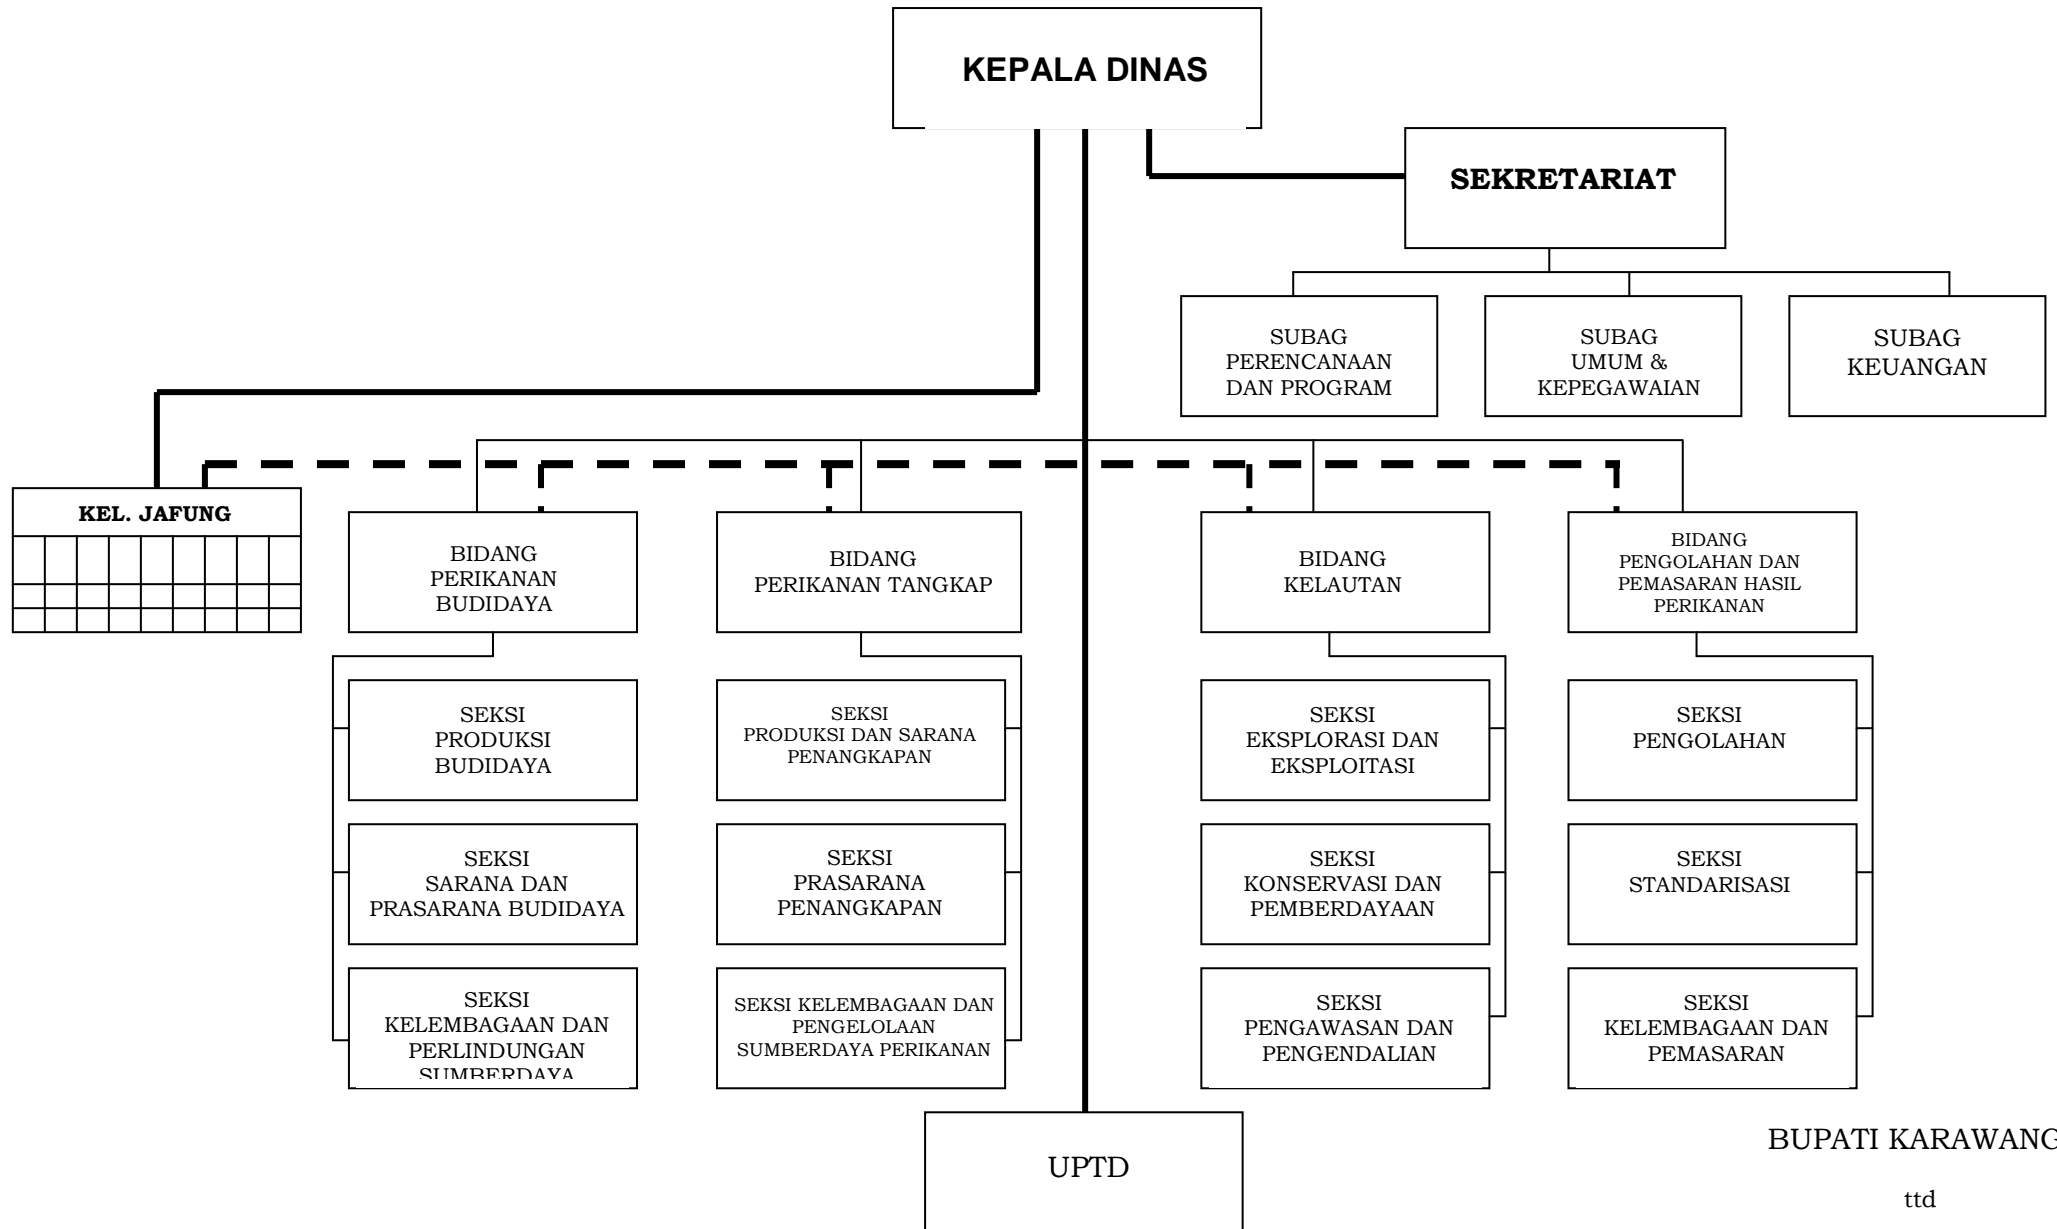 KEPALA DINAS
SEKRETARIAT
SUBAG
PERENCANAAN
DAN PROGRAM
SUBAG
UMUM &
KEPEGAWAIAN
SUBAG
KEUANGAN
KEL. JAFUNG
BIDANG
PERIKANAN
BUDIDAYA
BIDANG
PERIKANAN TANGKAP
BIDANG
KELAUTAN
BIDANG
PENGOLAHAN DAN
PEMASARAN HASIL
PERIKANAN
SEKSI
PRODUKSI
BUDIDAYA
SEKSI
PRODUKSI DAN SARANA
PENANGKAPAN
SEKSI
EKSPLORASI DAN
EKSPLOITASI
SEKSI
PENGOLAHAN
SEKSI
SARANA DAN
PRASARANA BUDIDAYA
SEKSI
PRASARANA
PENANGKAPAN
SEKSI
KONSERVASI DAN
PEMBERDAYAAN
SEKSI
STANDARISASI
SEKSI
KELEMBAGAAN DAN
PERLINDUNGAN
SUMBERDAYA
SEKSI KELEMBAGAAN DAN
PENGELOLAAN
SUMBERDAYA PERIKANAN
SEKSI
PENGAWASAN DAN
PENGENDALIAN
SEKSI
KELEMBAGAAN DAN
PEMASARAN
UPTD
BUPATI KARAWANG
ttd